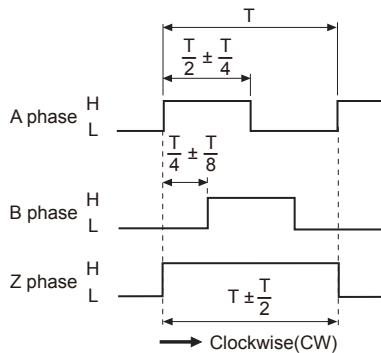 T
T/2 ± T/4
A phase H
L
T/4 ± T/8
B phase H
L
Z phase H
L
T ± T/2
Clockwise(CW)